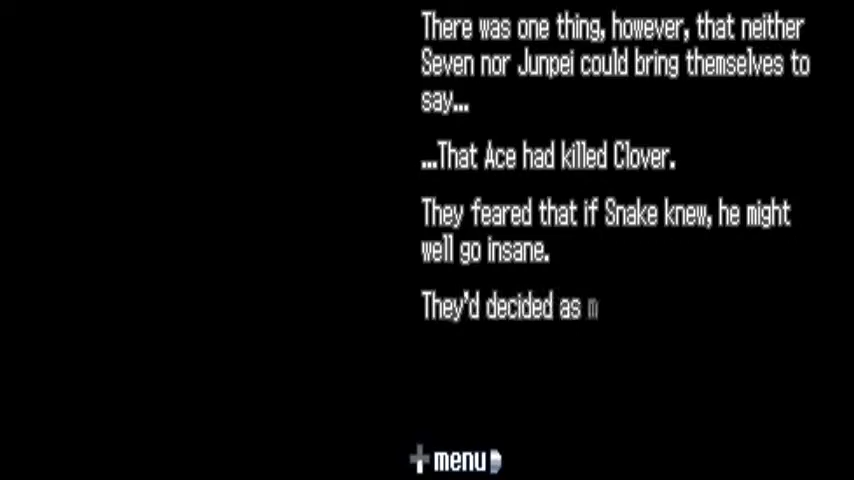 There was one thing, however, that neither
Seven nor Junpei could bring themselves to
say...
...That Ace had killed Clover.
They feared that if Snake knew, he might
well go insane.
They'd decided as m
menu